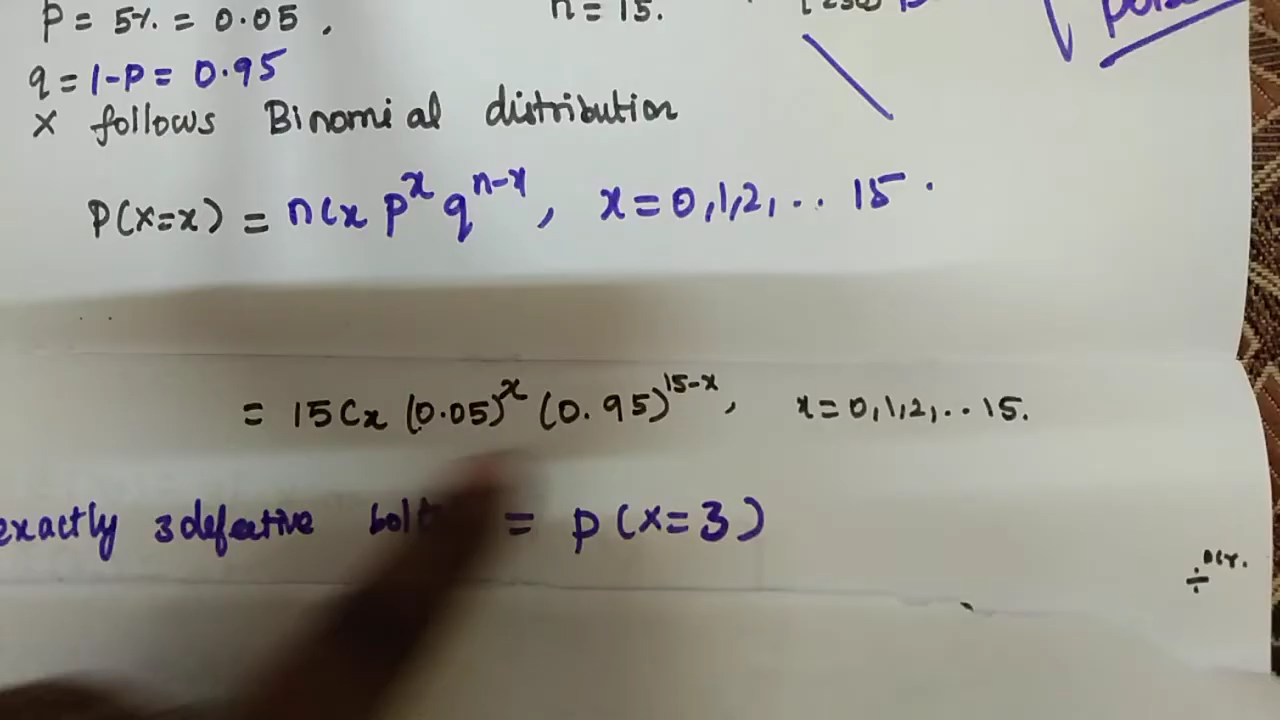 P = 5% = 0.05 , n = 15.
q = 1-P = 0.95
X follows Binomial distribution
P(X=x) = nCx p^x q^n-x, x = 0,1,2, .. 15 .
= 15Cx (0.05)^x (0.95)^15-x, x = 0,1,2, .. 15.
exactly 3 defective = P(X=3)
÷ nCr.